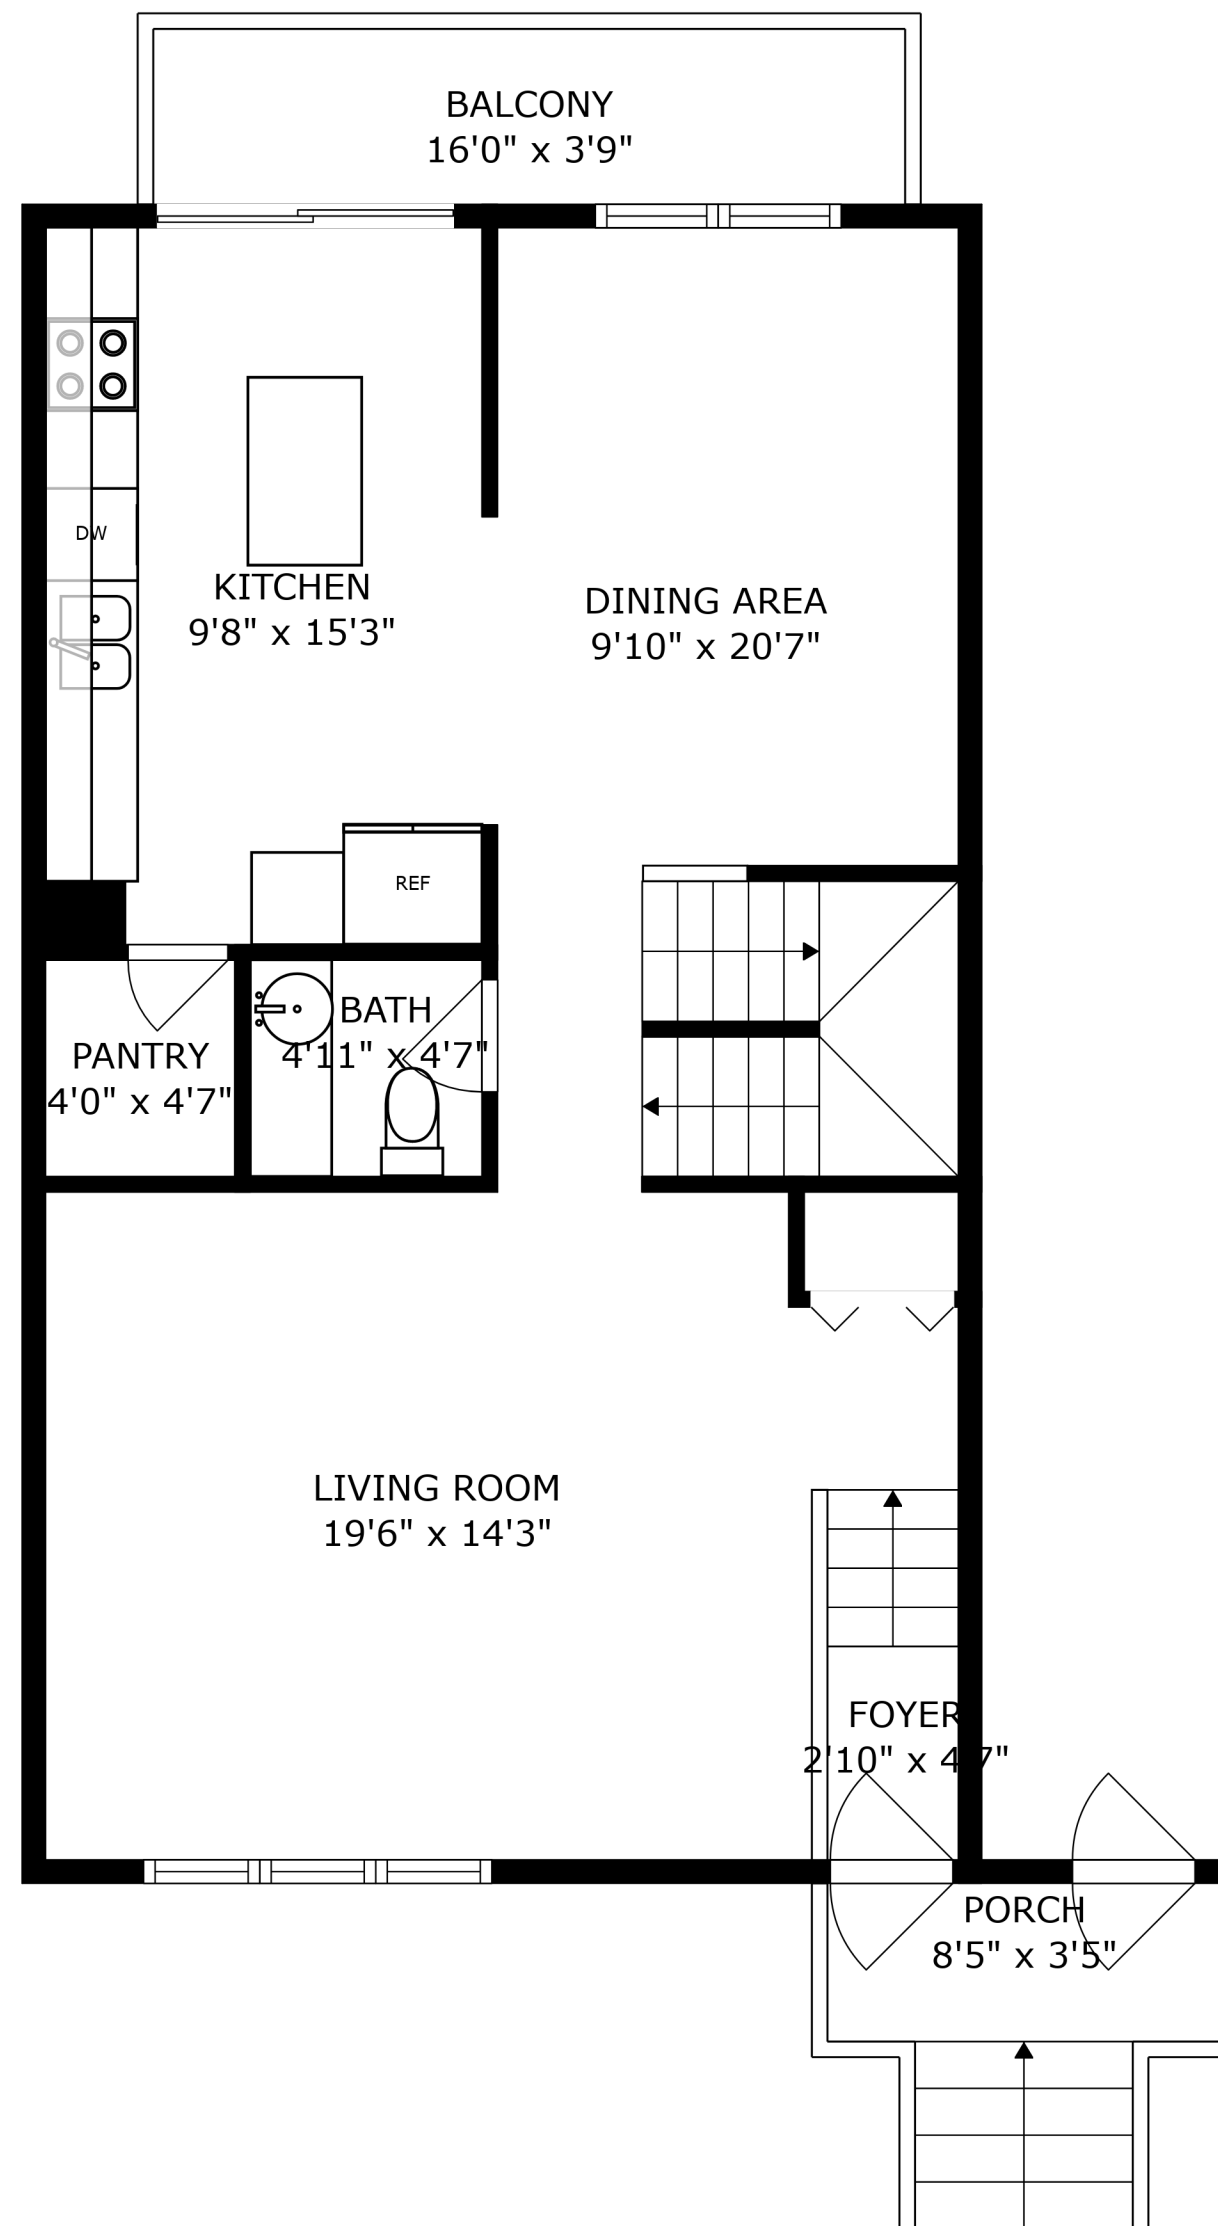 BALCONY
16'0" x 3'9"
DW
KITCHEN
9'8" x 15'3"
DINING AREA
9'10" x 20'7"
REF
BATH
4'11" x 4'7"
PANTRY
4'0" x 4'7"
LIVING ROOM
19'6" x 14'3"
FOYER
2'10" x 4'7"
PORCH
8'5" x 3'5"